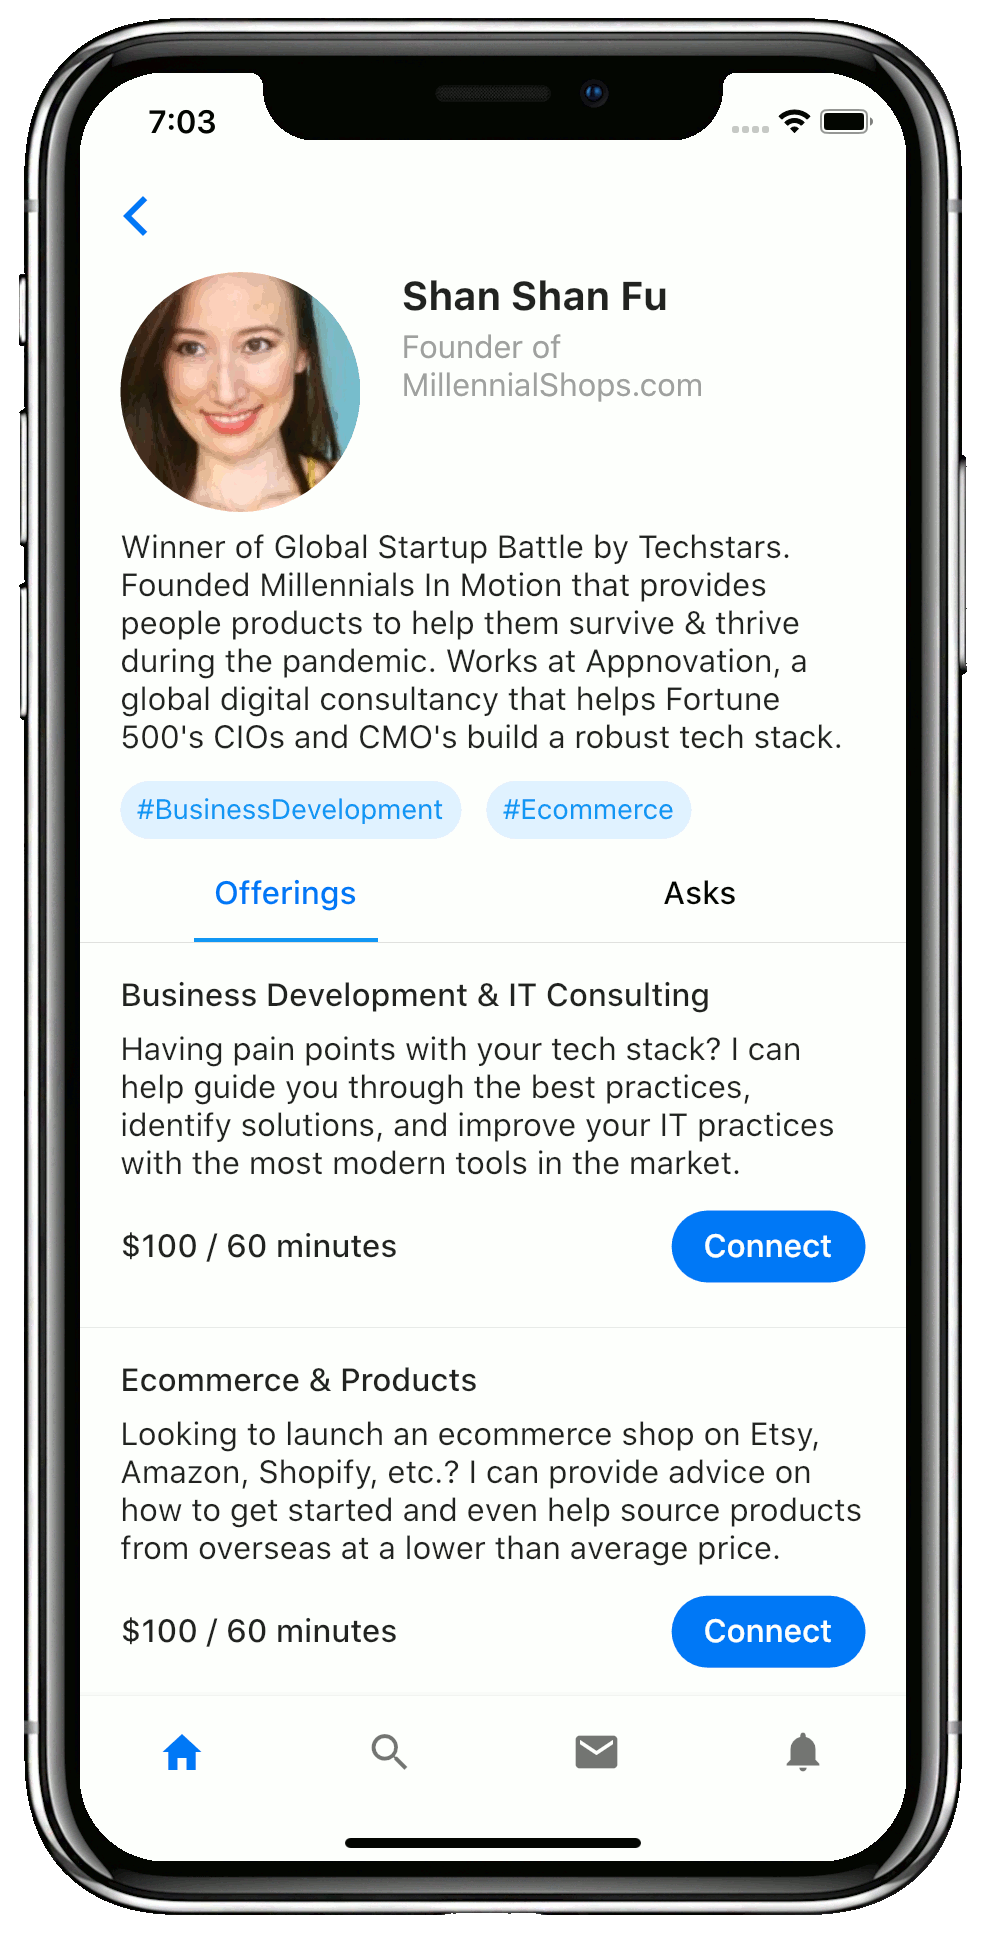 7:03
Shan Shan Fu
Founder of
MillennialShops.com
Winner of Global Startup Battle by Techstars.
Founded Millennials In Motion that provides
people products to help them survive & thrive
during the pandemic. Works at Appnovation, a
global digital consultancy that helps Fortune
500's CIOs and CMO's build a robust tech stack.
#BusinessDevelopment #Ecommerce
Offerings Asks
Business Development & IT Consulting
Having pain points with your tech stack? I can
help guide you through the best practices,
identify solutions, and improve your IT practices
with the most modern tools in the market.
$100 / 60 minutes Connect
Ecommerce & Products
Looking to launch an ecommerce shop on Etsy,
Amazon, Shopify, etc.? I can provide advice on
how to get started and even help source products
from overseas at a lower than average price.
$100 / 60 minutes Connect